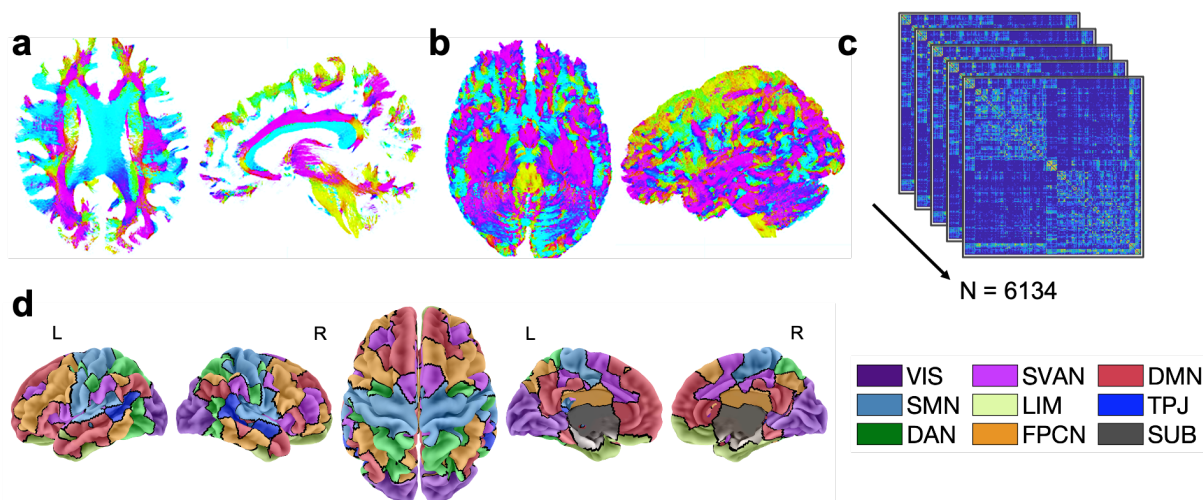 a
b
c
N = 6134
d
L
R
L
R
VIS
SVAN
DMN
SMN
LIM
TPJ
DAN
FPCN
SUB